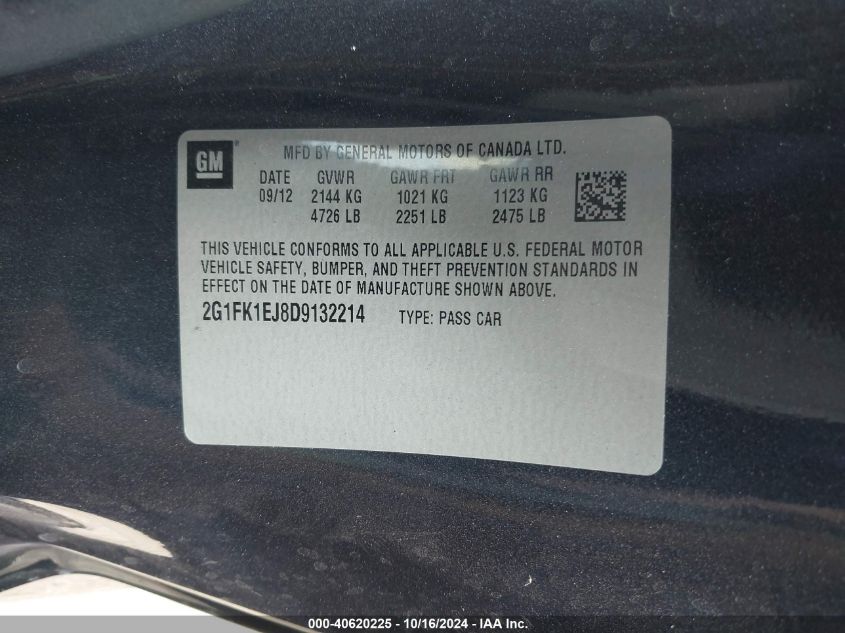 GM
MFD BY GENERAL MOTORS OF CANADA LTD.
DATE GVWR GAWR FRT GAWR RR
09/12 2144 KG 1021 KG 1123 KG
4726 LB 2251 LB 2475 LB
THIS VEHICLE CONFORMS TO ALL APPLICABLE U.S. FEDERAL MOTOR
VEHICLE SAFETY, BUMPER, AND THEFT PREVENTION STANDARDS IN
EFFECT ON THE DATE OF MANUFACTURE SHOWN ABOVE.
2G1FK1EJ8D9132214 TYPE: PASS CAR
000-40620225 - 10/16/2024 - IAA Inc.